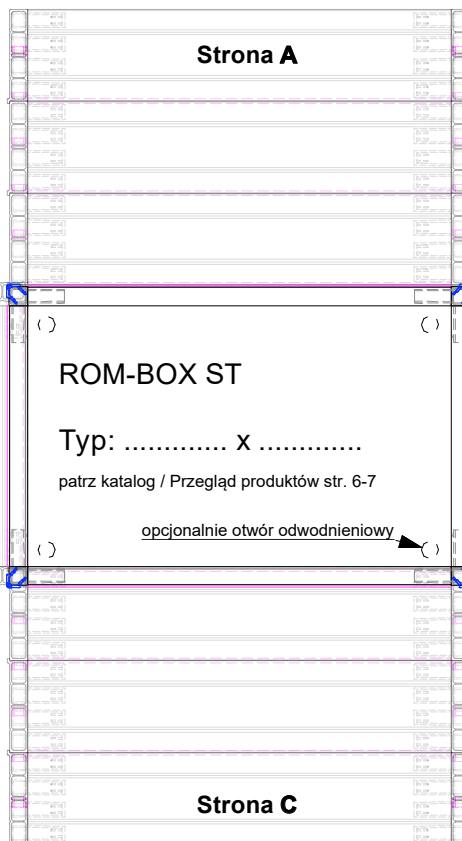 Strona A
ROM-BOX ST
Typ: ............. x .............
patrz katalog / Przegląd produktów str. 6-7
opcjonalnie otwór odwodnieniowy
Strona C